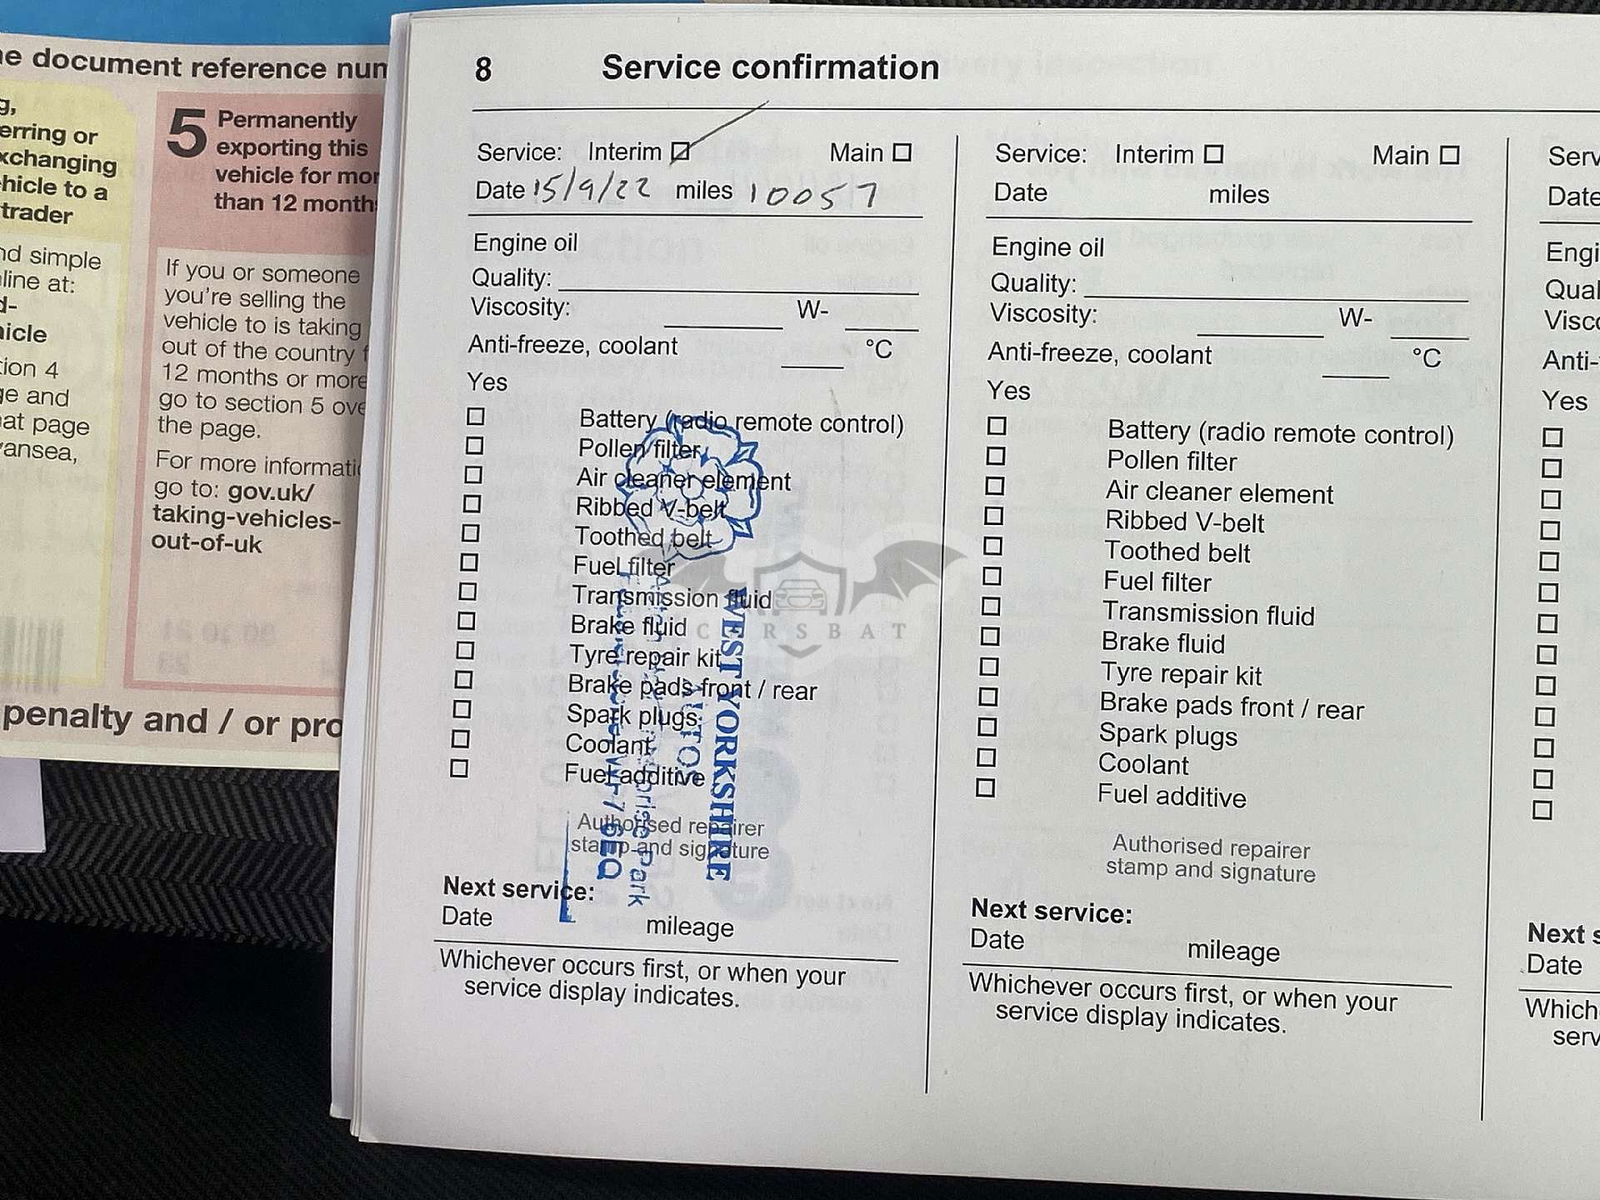 e document reference num
g,
erring or
xchanging
hicle to a
trader
nd simple
line at:
d-
icle
tion 4
ge and
at page
ansea,
5
Permanently
exporting this
vehicle for mor
than 12 month
If you or someone
you're selling the
vehicle to is taking
out of the country f
12 months or more
go to section 5 ove
the page.
For more informati
go to: gov.uk/
taking-vehicles-
out-of-uk
penalty and / or pro
8 Service confirmation
Service: Interim Main
Date 15/9/22 miles 10057
Engine oil
Quality:
Viscosity: W-
Anti-freeze, coolant °C
Yes
Battery (radio remote control)
Pollen filter
Air cleaner element
Ribbed V-belt
Toothed belt
Fuel filter
Transmission fluid
Brake fluid
Tyre repair kit
Brake pads front / rear
Spark plugs
Coolant
Fuel additive
Authorised repairer
stamp and signature
Next service:
Date mileage
Whichever occurs first, or when your
service display indicates.
WEST YORKSHIRE
AUTOS
Park
6EQ
CARSBAT
Service: Interim Main
Date miles
Engine oil
Quality:
Viscosity: W-
Anti-freeze, coolant °C
Yes
Battery (radio remote control)
Pollen filter
Air cleaner element
Ribbed V-belt
Toothed belt
Fuel filter
Transmission fluid
Brake fluid
Tyre repair kit
Brake pads front / rear
Spark plugs
Coolant
Fuel additive
Authorised repairer
stamp and signature
Next service:
Date mileage
Whichever occurs first, or when your
service display indicates.
Serv
Date
Engi
Qual
Visco
Anti-
Yes
Next s
Date
Which
serv